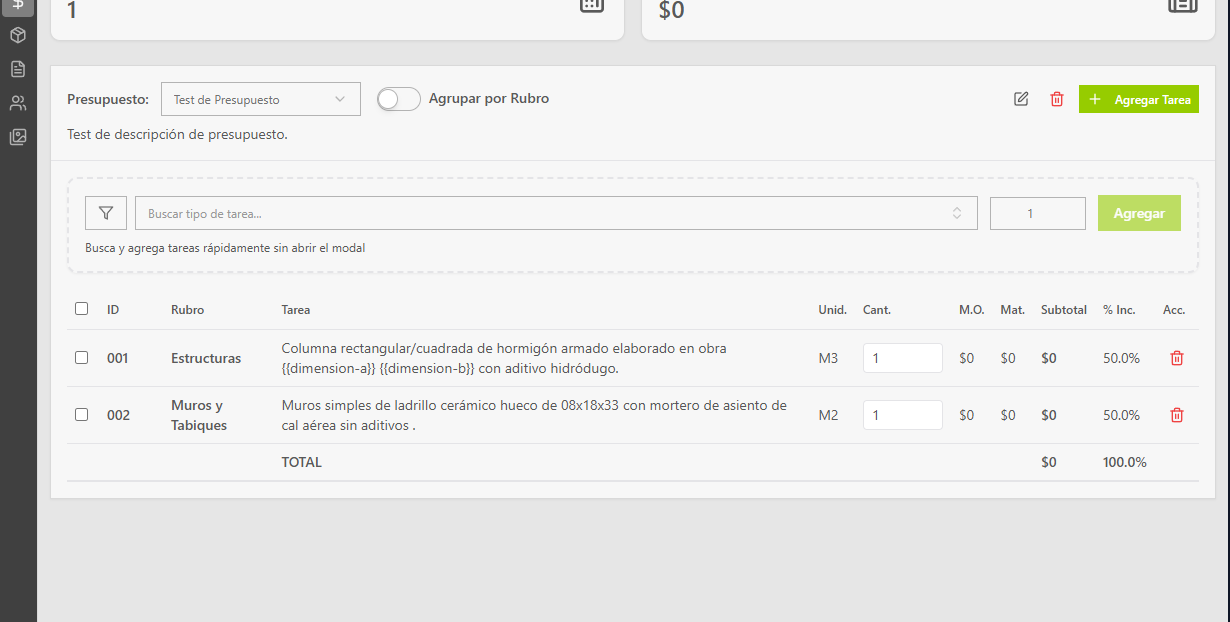 1
$0
Presupuesto: Test de Presupuesto Agrupar por Rubro + Agregar Tarea
Test de descripción de presupuesto.
Buscar tipo de tarea... 1 Agregar
Busca y agrega tareas rápidamente sin abrir el modal
ID Rubro Tarea Unid. Cant. M.O. Mat. Subtotal % Inc. Acc.
001 Estructuras Columna rectangular/cuadrada de hormigón armado elaborado en obra
{{dimension-a}} {{dimension-b}} con aditivo hidródugo. M3 1 $0 $0 $0 50.0%
002 Muros y
Tabiques Muros simples de ladrillo cerámico hueco de 08x18x33 con mortero de asiento de
cal aérea sin aditivos . M2 1 $0 $0 $0 50.0%
TOTAL $0 100.0%